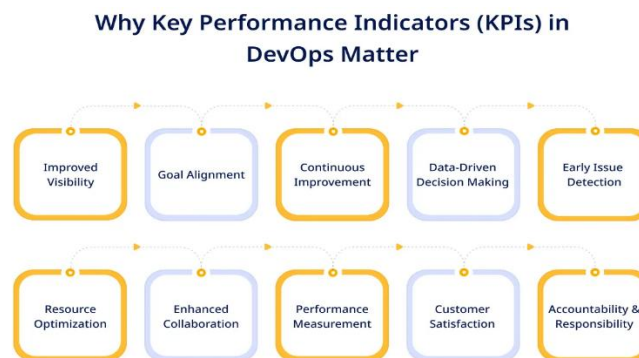 Why Key Performance Indicators (KPIs) in
DevOps Matter
Improved
Visibility
Goal Alignment
Continuous
Improvement
Data-Driven
Decision Making
Early Issue
Detection
Resource
Optimization
Enhanced
Collaboration
Performance
Measurement
Customer
Satisfaction
Accountability &
Responsibility